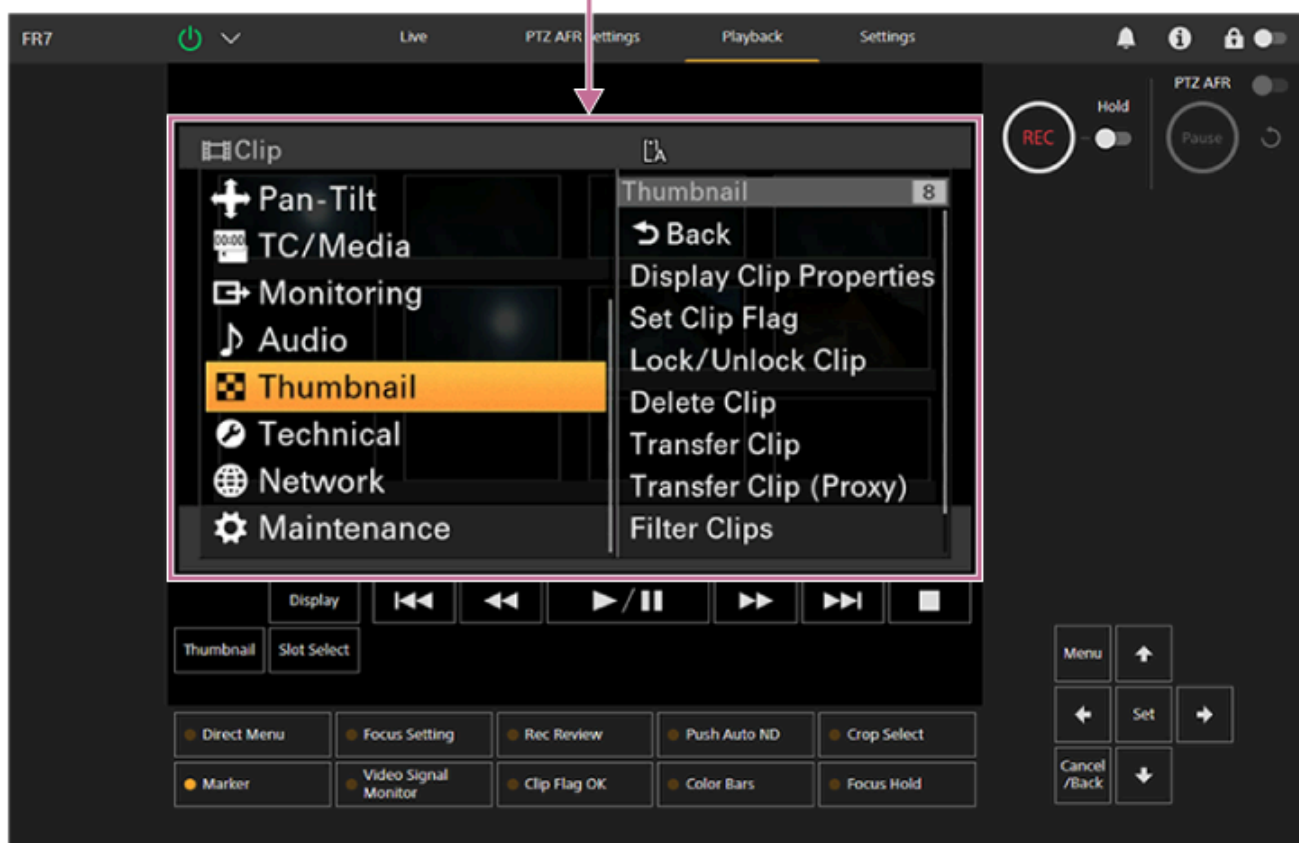 FR7
Live
PTZ AFR Settings
Playback
Settings
PTZ AFR
Hold
REC
Pause
Clip
A
Pan-Tilt
00:00
TC/Media
Monitoring
Audio
Thumbnail
Technical
Network
Maintenance
Thumbnail 8
Back
Display Clip Properties
Set Clip Flag
Lock/Unlock Clip
Delete Clip
Transfer Clip
Transfer Clip (Proxy)
Filter Clips
Display
Thumbnail
Slot Select
Direct Menu
Focus Setting
Rec Review
Push Auto ND
Crop Select
Marker
Video Signal
Monitor
Clip Flag OK
Color Bars
Focus Hold
Menu
Set
Cancel
/Back